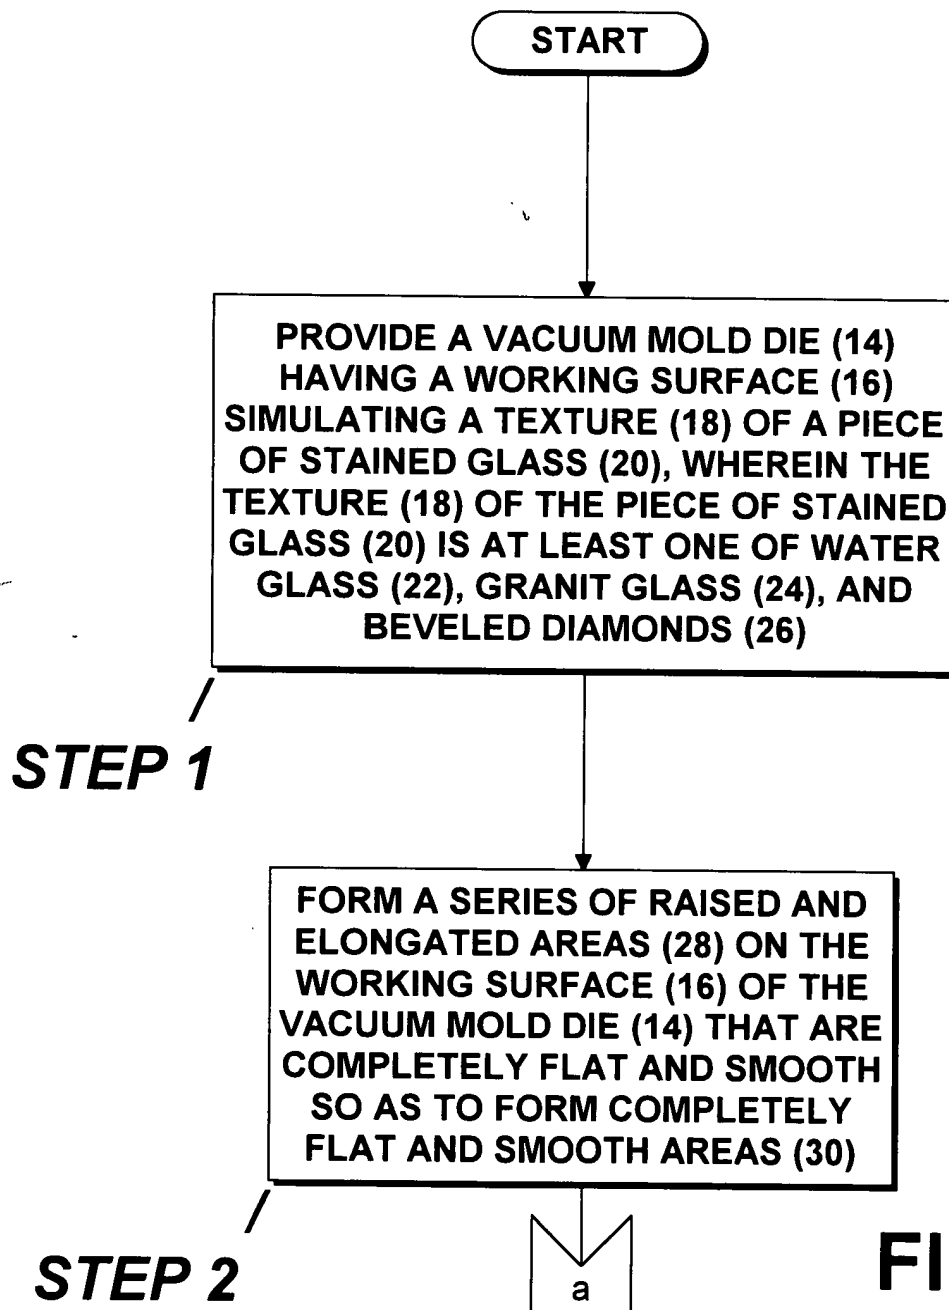 START
PROVIDE A VACUUM MOLD DIE (14)
HAVING A WORKING SURFACE (16)
SIMULATING A TEXTURE (18) OF A PIECE
OF STAINED GLASS (20), WHEREIN THE
TEXTURE (18) OF THE PIECE OF STAINED
GLASS (20) IS AT LEAST ONE OF WATER
GLASS (22), GRANIT GLASS (24), AND
BEVELED DIAMONDS (26)
STEP 1
FORM A SERIES OF RAISED AND
ELONGATED AREAS (28) ON THE
WORKING SURFACE (16) OF THE
VACUUM MOLD DIE (14) THAT ARE
COMPLETELY FLAT AND SMOOTH
SO AS TO FORM COMPLETELY
FLAT AND SMOOTH AREAS (30)
STEP 2
a
FI